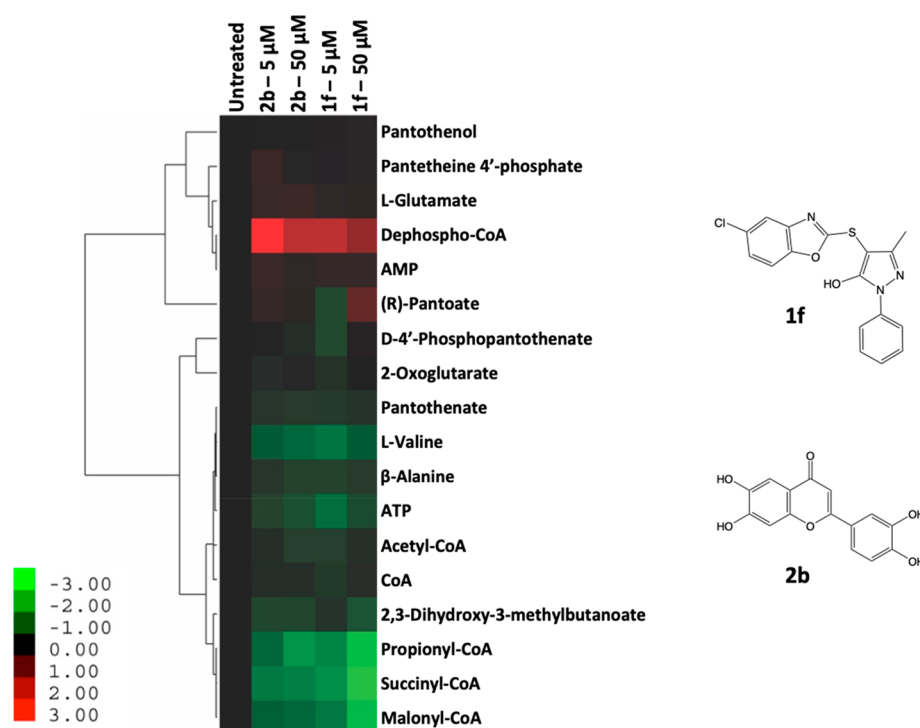 Untreated
2b – 5 µM
2b – 50 µM
1f – 5 µM
1f – 50 µM
Pantothenol
Pantetheine 4’-phosphate
L-Glutamate
Dephospho-CoA
AMP
(R)-Pantoate
D-4’-Phosphopantothenate
2-Oxoglutarate
Pantothenate
L-Valine
β-Alanine
ATP
Acetyl-CoA
CoA
2,3-Dihydroxy-3-methylbutanoate
Propionyl-CoA
Succinyl-CoA
Malonyl-CoA
-3.00
-2.00
-1.00
0.00
1.00
2.00
3.00
Cl
N
S
O
HO
N
N
1f
O
HO
HO
O
OH
OH
2b